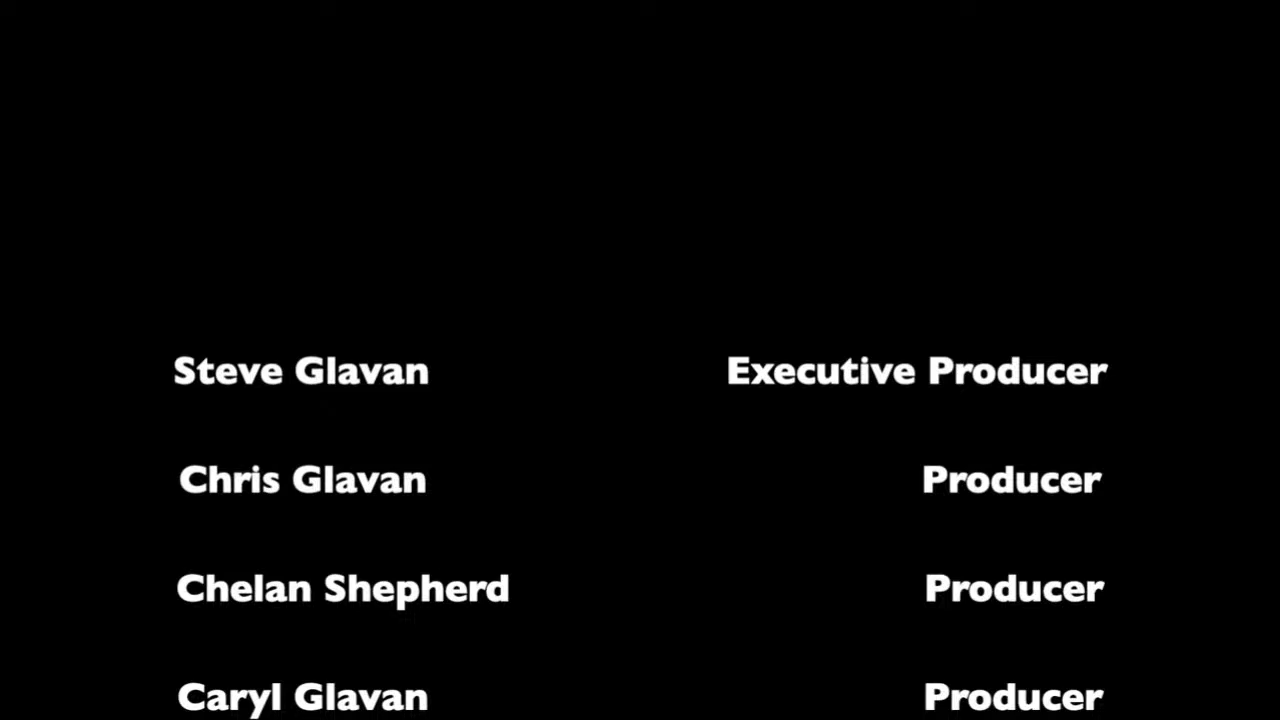 Steve Glavan Executive Producer
Chris Glavan Producer
Chelan Shepherd Producer
Caryl Glavan Producer